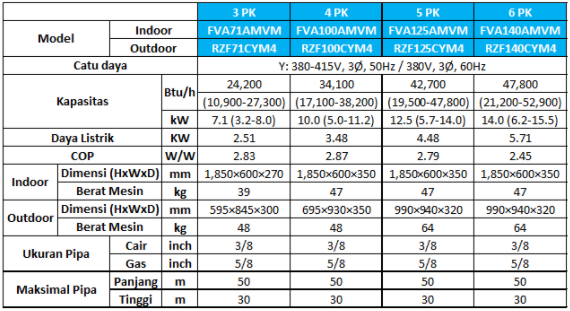 Model Indoor Outdoor 3 PK 4 PK 5 PK 6 PK
FVA71AMVM FVA100AMVM FVA125AMVM FVA140AMVM
RZF71CYM4 RZF100CYM4 RZF125CYM4 RZF140CYM4
Catu daya Y: 380-415V, 3Ø, 50Hz / 380V, 3Ø, 60Hz
Kapasitas Btu/h 24,200 34,100 42,700 47,800
(10,900-27,300) (17,100-38,200) (19,500-47,800) (21,200-52,900)
kW 7.1 (3.2-8.0) 10.0 (5.0-11.2) 12.5 (5.7-14.0) 14.0 (6.2-15.5)
Daya Listrik KW 2.51 3.48 4.48 5.71
COP W/W 2.83 2.87 2.79 2.45
Indoor Dimensi (HxWxD) mm 1,850×600×270 1,850×600×350 1,850×600×350 1,850×600×350
Berat Mesin kg 39 47 47 47
Outdoor Dimensi (HxWxD) mm 595×845×300 695×930×350 990×940×320 990×940×320
Berat Mesin kg 48 48 64 64
Ukuran Pipa Cair inch 3/8 3/8 3/8 3/8
Gas inch 5/8 5/8 5/8 5/8
Maksimal Pipa Panjang m 50 50 50 50
Tinggi m 30 30 30 30